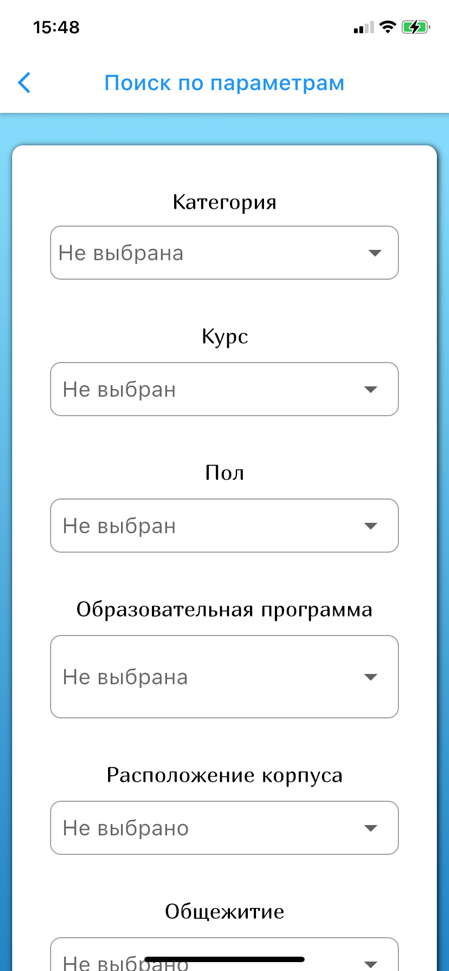 15:48
Поиск по параметрам
Категория
Не выбрана
Курс
Не выбран
Пол
Не выбран
Образовательная программа
Не выбрана
Расположение корпуса
Не выбрано
Общежитие
Не выбрано